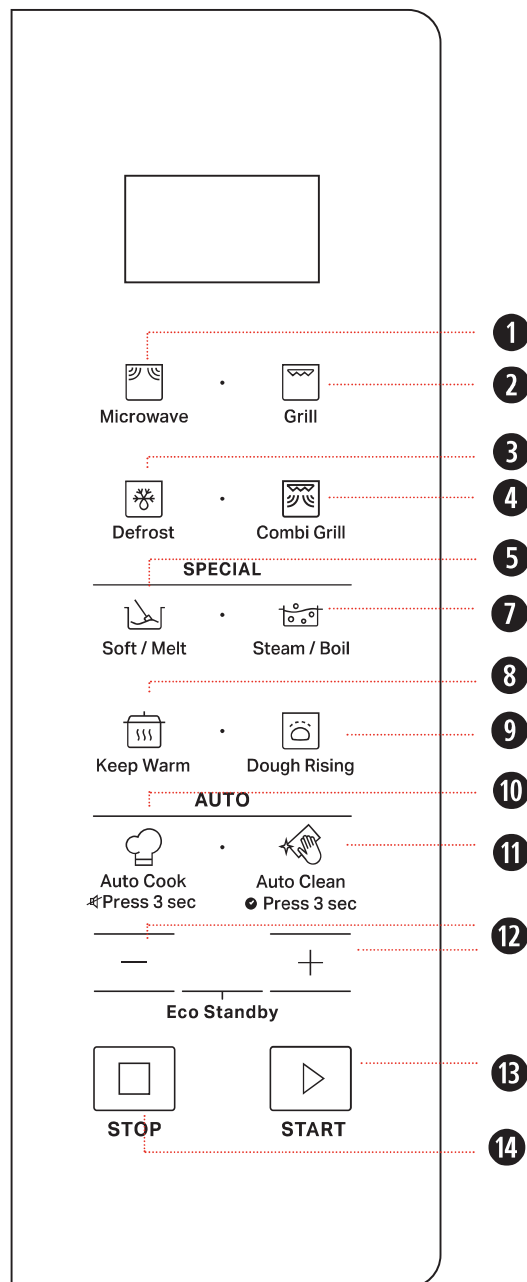 1
2
Microwave Grill
3
4
Defrost Combi Grill
5
SPECIAL
7
Soft / Melt Steam / Boil
8
9
Keep Warm Dough Rising
10
AUTO
11
Auto Cook Auto Clean
Press 3 sec Press 3 sec
12
− +
Eco Standby
13
STOP START
14